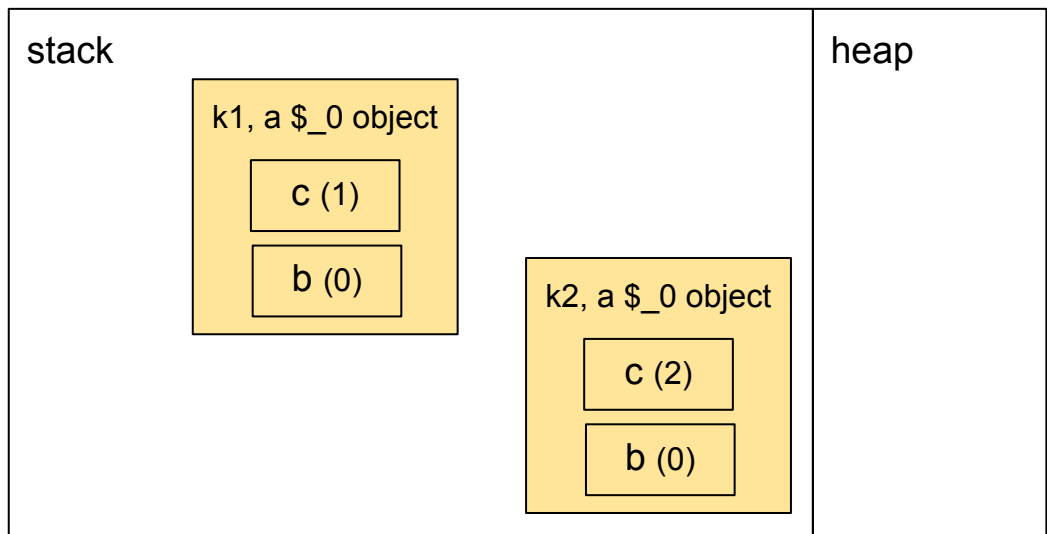 stack
heap
k1, a $_0 object
c (1)
b (0)
k2, a $_0 object
c (2)
b (0)